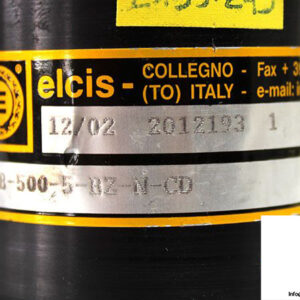 elcis - COLLEGNO - Fax + 3
(TO) ITALY - e-mail: i
12/02 2012193 1
8-500-5-BZ-N-CD